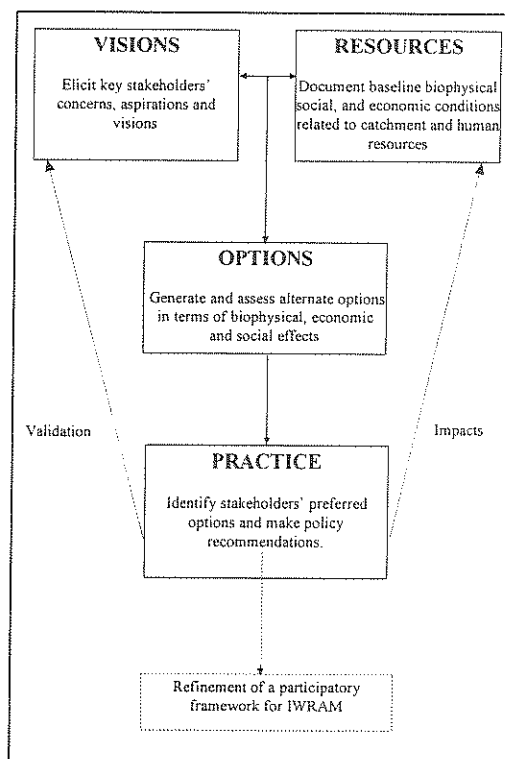 VISIONS
Elicit key stakeholders'
concerns, aspirations and
visions
RESOURCES
Document baseline biophysical
social, and economic conditions
related to catchment and human
resources
OPTIONS
Generate and assess alternate options
in terms of biophysical, economic
and social effects
Validation
Impacts
PRACTICE
Identify stakeholders' preferred
options and make policy
recommendations.
Refinement of a participatory
framework for IWRAM